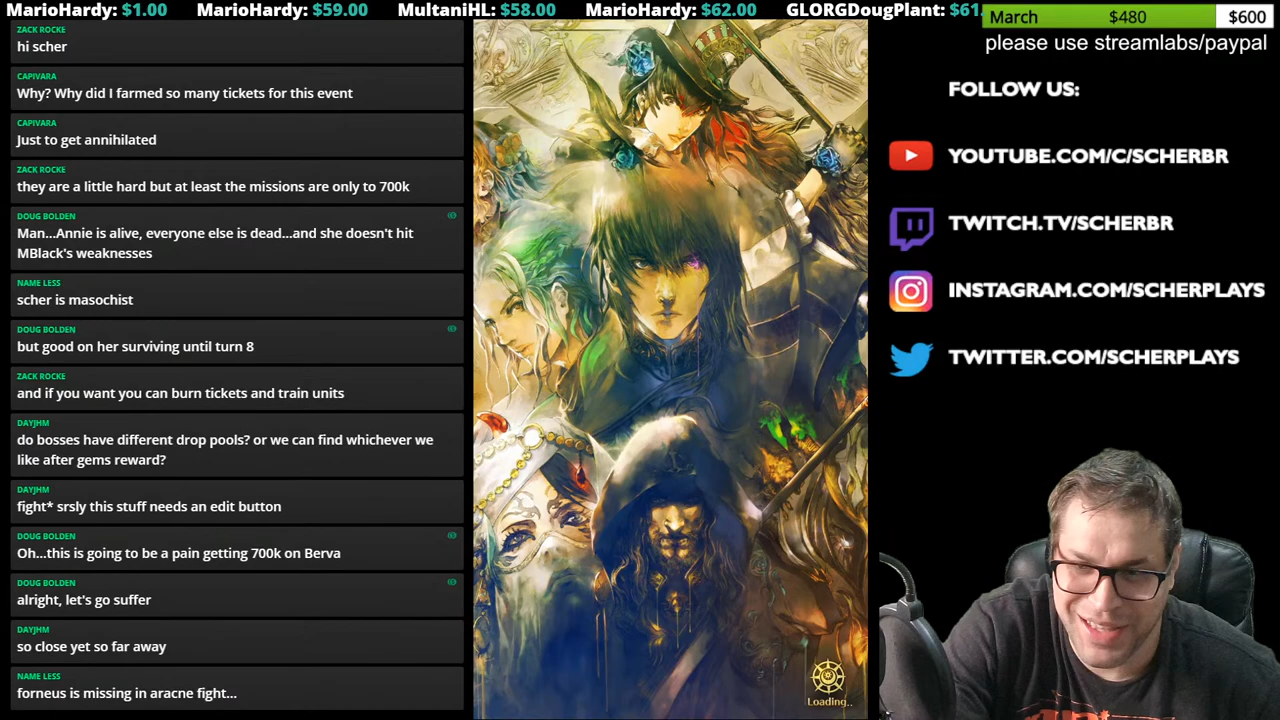 MarioHardy: $1.00 MarioHardy: $59.00 MultaniHL: $58.00 MarioHardy: $62.00 GLORGDougPlant: $61.
March $480 $600
please use streamlabs/paypal
ZACK ROCKE
hi scher
CAPIVARA
Why? Why did I farmed so many tickets for this event
CAPIVARA
Just to get annihilated
ZACK ROCKE
they are a little hard but at least the missions are only to 700k
DOUG BOLDEN
Man...Annie is alive, everyone else is dead...and she doesn't hit
MBlack's weaknesses
NAME LESS
scher is masochist
DOUG BOLDEN
but good on her surviving until turn 8
ZACK ROCKE
and if you want you can burn tickets and train units
DAYJHM
do bosses have different drop pools? or we can find whichever we
like after gems reward?
DAYJHM
fight* srsly this stuff needs an edit button
DOUG BOLDEN
Oh...this is going to be a pain getting 700k on Berva
DOUG BOLDEN
alright, let's go suffer
DAYJHM
so close yet so far away
NAME LESS
forneus is missing in aracne fight...
Loading..
FOLLOW US:
YOUTUBE.COM/C/SCHERBR
TWITCH.TV/SCHERBR
INSTAGRAM.COM/SCHERPLAYS
TWITTER.COM/SCHERPLAYS